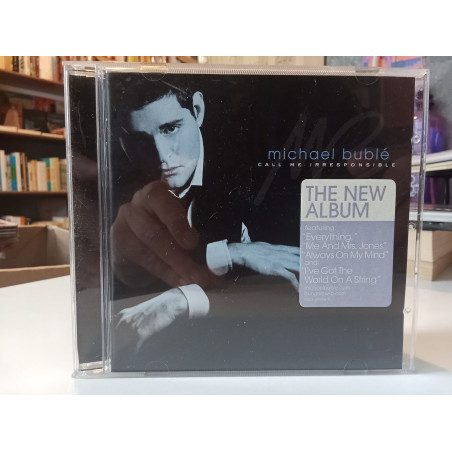 michael bublé
CALL ME IRRESPONSIBLE
THE NEW
ALBUM
featuring
"Everything,"
"Me And Mrs. Jones"
"Always On My Mind"
and
"I've Got The
World On A String"